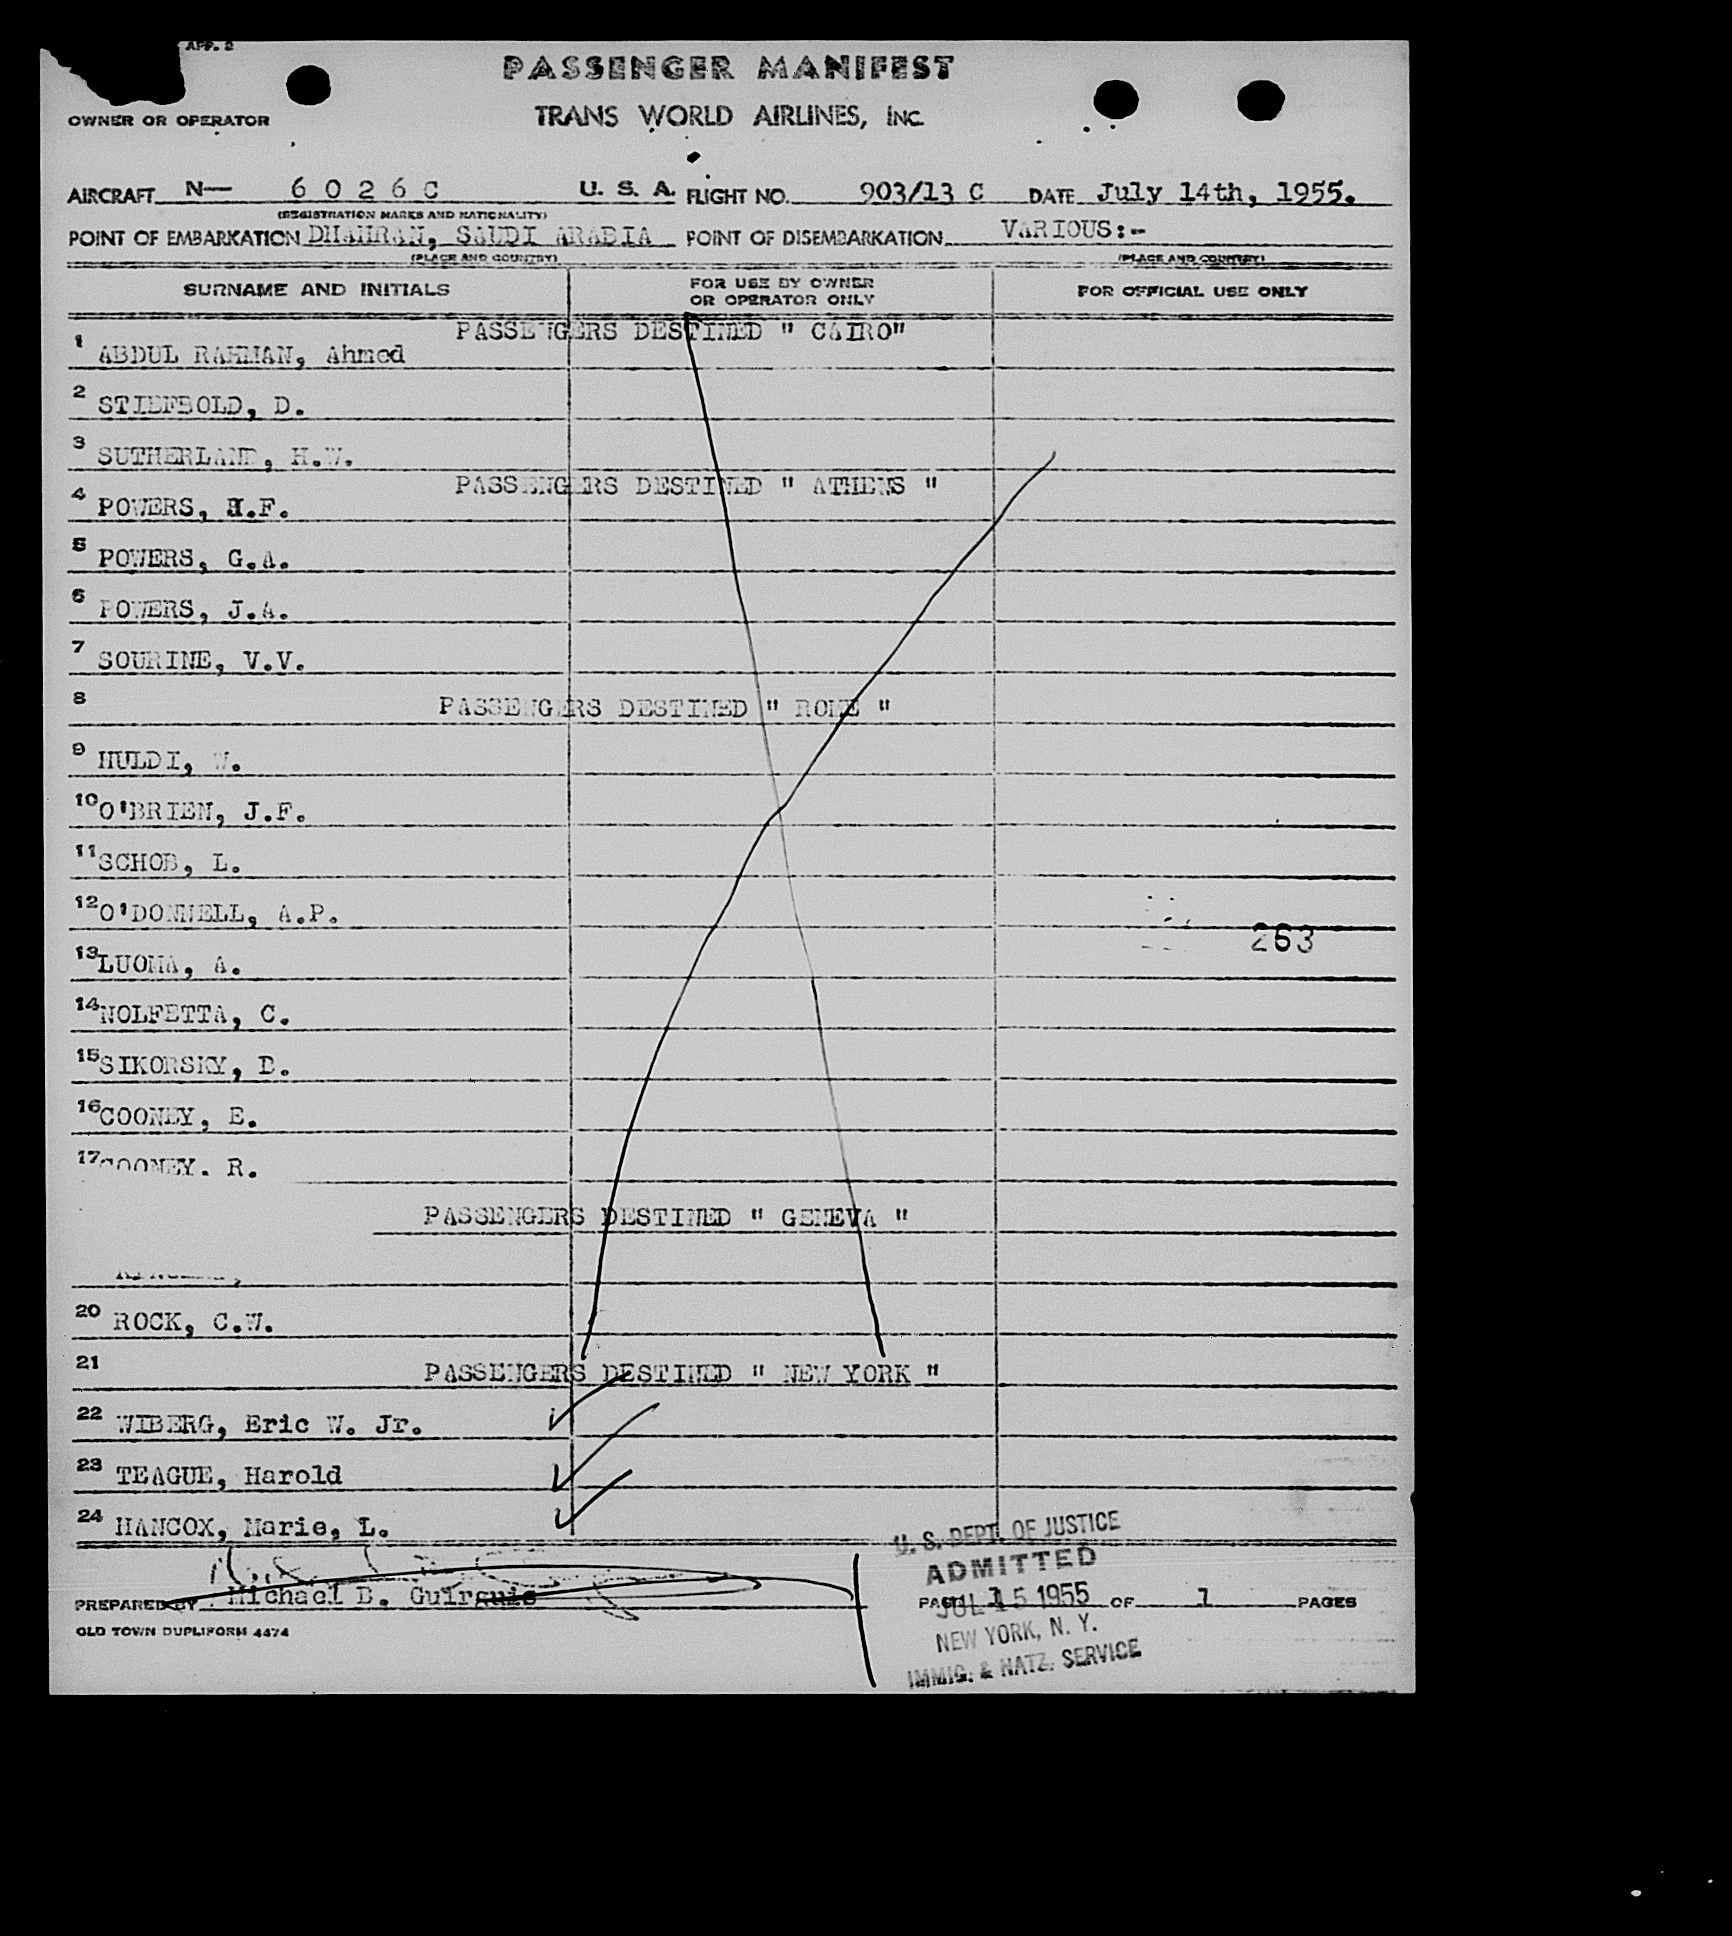 APP. 2
PASSENGER MANIFEST
OWNER OR OPERATOR TRANS WORLD AIRLINES, INC.
AIRCRAFT N— 6026C U. S. A. FLIGHT NO. 903/13 C DATE July 14th, 1955.
(REGISTRATION MARKS AND NATIONALITY)
POINT OF EMBARKATION DHAHRAN, SAUDI ARABIA POINT OF DISEMBARKATION VARIOUS:-
(PLACE AND COUNTRY) (PLACE AND COUNTRY)
SURNAME AND INITIALS FOR USE BY OWNER OR OPERATOR ONLY FOR OFFICIAL USE ONLY
PASSENGERS DESTINED " CAIRO"
1 ABDUL RAHMAN, Ahmed
2 STIEFBOLD, D.
3 SUTHERLAND, H.W.
PASSENGERS DESTINED " ATHENS "
4 POWERS, H.F.
5 POWERS, G.A.
6 POWERS, J.A.
7 SOURINE, V.V.
8 PASSENGERS DESTINED " ROME "
9 HULDI, W.
10 O'BRIEN, J.F.
11 SCHOB, L.
12 O'DONNELL, A.P.
263
13 LUOMA, A.
14 NOLFETTA, C.
15 SIKORSKY, B.
16 COONEY, E.
17 COONEY. R.
PASSENGERS DESTINED " GENEVA "
20 ROCK, C.W.
21 PASSENGERS DESTINED " NEW YORK "
22 WIBERG, Eric W. Jr.
23 TEAGUE, Harold
24 HANCOX, Marie, L.
U. S. DEPT. OF JUSTICE
ADMITTED
PREPARED BY Michael B. Guirguis PAGE 1 OF 1 PAGES
JUL 15 1955
OLD TOWN DUPLIFORM 4474
NEW YORK, N. Y.
IMMIG. & NATZ. SERVICE